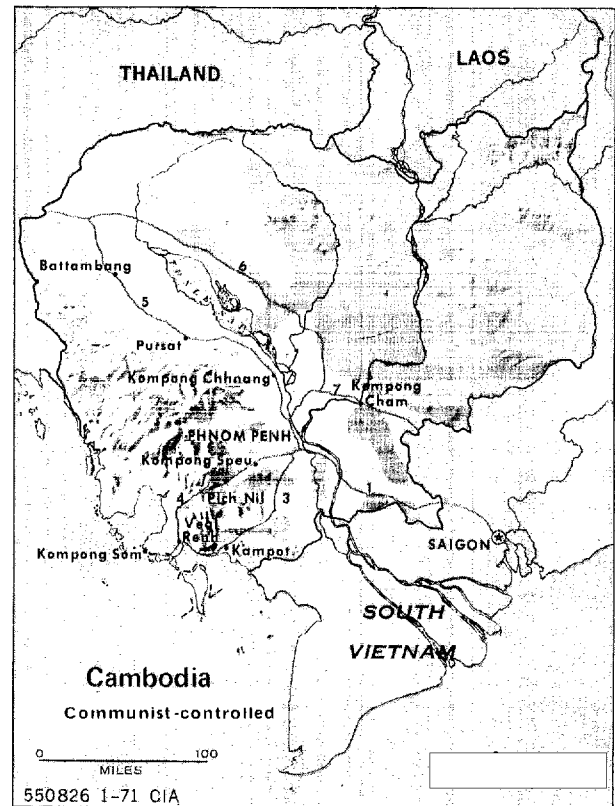 THAILAND
LAOS
Battambang
6
5
TONLE SAP
Pursat
Kompong Chhnang
7
Kompong
Cham
PHNOM PENH
Kompong Speu
1
4
Pich Nil
3
Veal
Renh
SAIGON
Kompong Som
Kampot
SOUTH
VIETNAM
Cambodia
Communist-controlled
0
100
MILES
550826 1-71 CIA